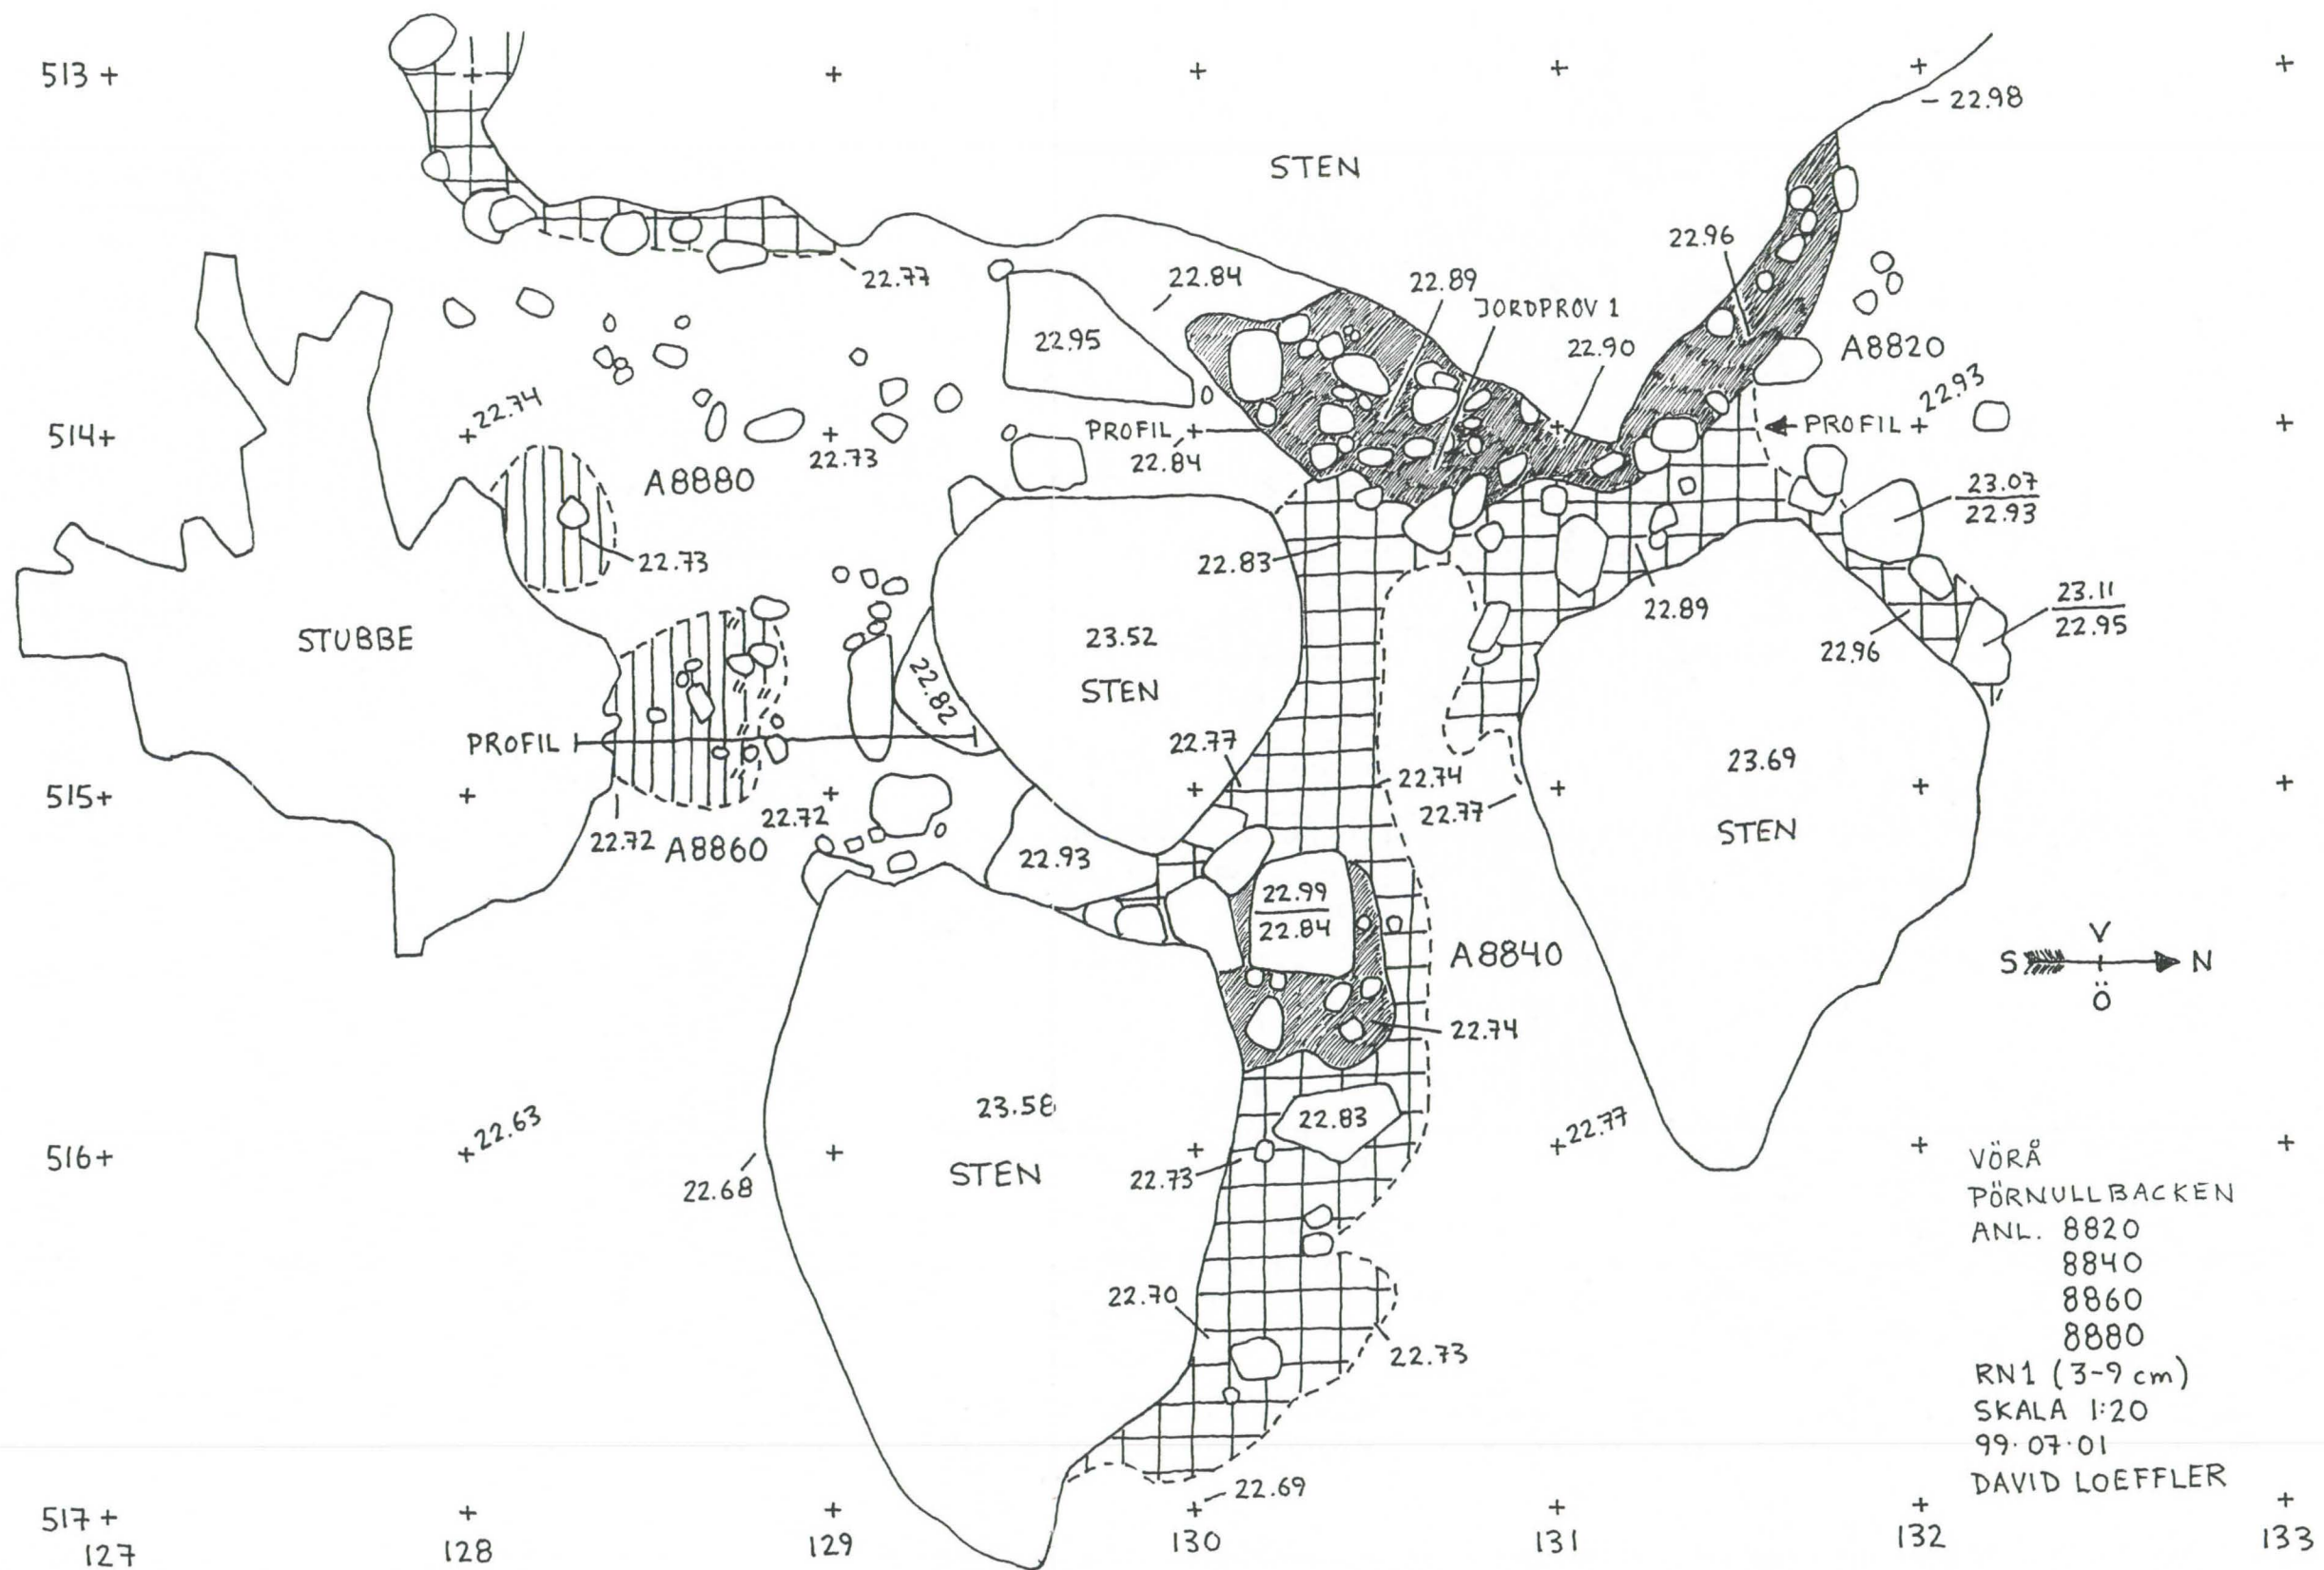 513
22.98
STEN
22.96
22.77
22.84
22.89
JORDPROV 1
22.95
22.90
A8820
22.93
22.74
514
PROFIL
PROFIL
22.73
22.84
A8880
23.07
22.93
22.73
22.83
22.89
23.11
22.95
STUBBE
23.52
22.96
22.82
STEN
PROFIL
22.77
23.69
22.74
515
22.72
22.77
22.72
A8860
STEN
22.93
22.99
22.84
A8840
V
S N
Ö
22.74
23.58
22.83
22.63
22.77
516
22.68
STEN
22.73
22.70
22.73
VÖRÅ
PÖRNULLBACKEN
ANL. 8820
8840
8860
8880
RN1 (3-9 cm)
SKALA 1:20
99·07·01
DAVID LOEFFLER
22.69
517
127 128 129 130 131 132 133